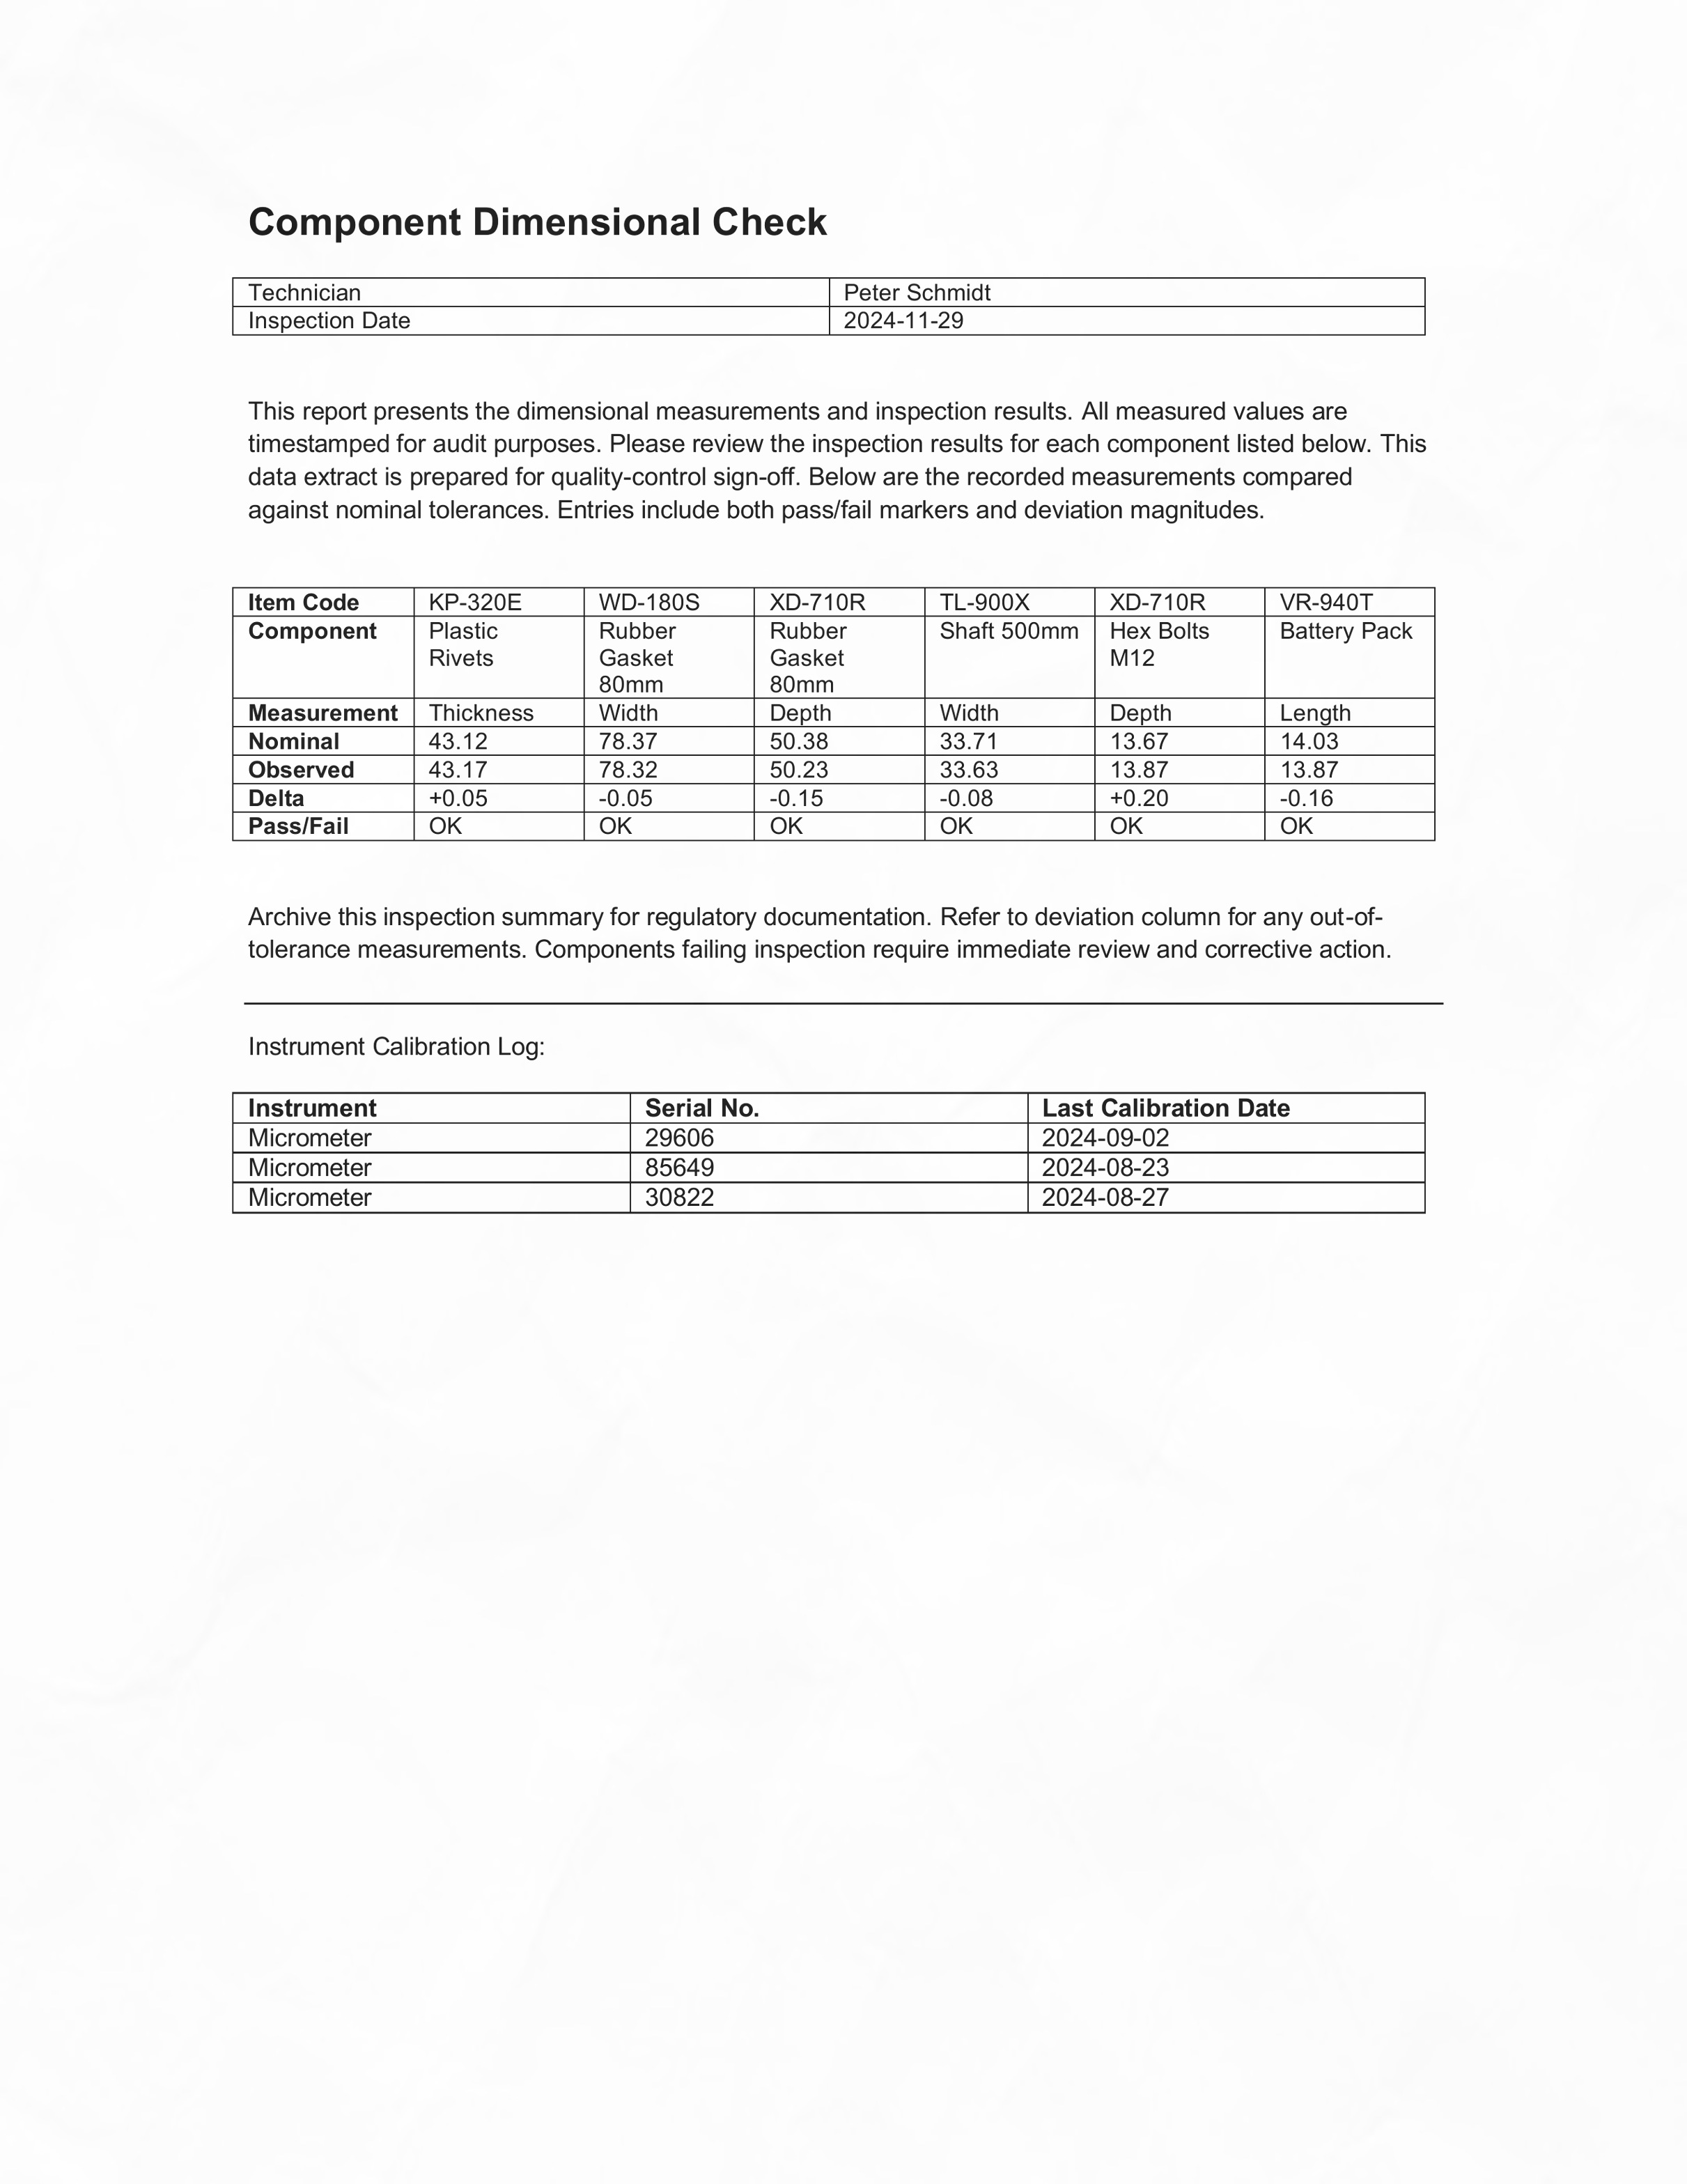 Component Dimensional Check
Technician Peter Schmidt
Inspection Date 2024-11-29
This report presents the dimensional measurements and inspection results. All measured values are
timestamped for audit purposes. Please review the inspection results for each component listed below. This
data extract is prepared for quality-control sign-off. Below are the recorded measurements compared
against nominal tolerances. Entries include both pass/fail markers and deviation magnitudes.
Item Code KP-320E WD-180S XD-710R TL-900X XD-710R VR-940T
Component Plastic Rubber Rubber Shaft 500mm Hex Bolts Battery Pack
Rivets Gasket Gasket M12
80mm 80mm
Measurement Thickness Width Depth Width Depth Length
Nominal 43.12 78.37 50.38 33.71 13.67 14.03
Observed 43.17 78.32 50.23 33.63 13.87 13.87
Delta +0.05 -0.05 -0.15 -0.08 +0.20 -0.16
Pass/Fail OK OK OK OK OK OK
Archive this inspection summary for regulatory documentation. Refer to deviation column for any out-of-
tolerance measurements. Components failing inspection require immediate review and corrective action.
Instrument Calibration Log:
Instrument Serial No. Last Calibration Date
Micrometer 29606 2024-09-02
Micrometer 85649 2024-08-23
Micrometer 30822 2024-08-27